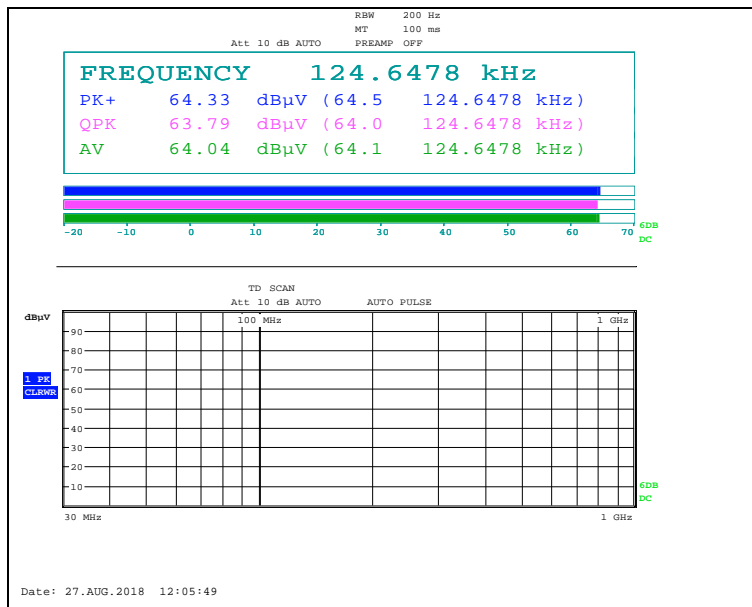 RBW 200 Hz
MT 100 ms
Att 10 dB AUTO PREAMP OFF
FREQUENCY 124.6478 kHz
PK+ 64.33 dBµV (64.5 124.6478 kHz)
QPK 63.79 dBµV (64.0 124.6478 kHz)
AV 64.04 dBµV (64.1 124.6478 kHz)
-20 -10 0 10 20 30 40 50 60 70
6DB
DC
TD SCAN
Att 10 dB AUTO AUTO PULSE
dBµV
100 MHz 1 GHz
90
80
70
1 PK
CLRWR
60
50
40
30
20
10
6DB
DC
30 MHz 1 GHz
Date: 27.AUG.2018 12:05:49